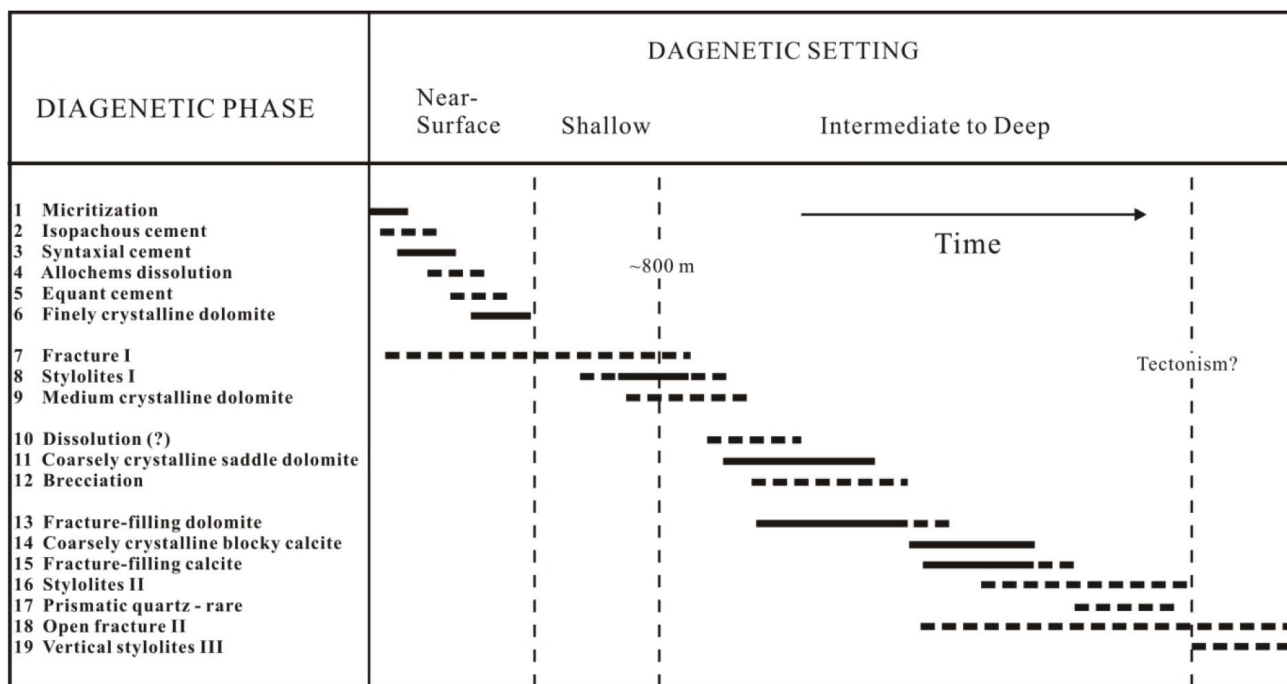 DAGENETIC SETTING
DIAGENETIC PHASE
Near-
Surface
Shallow
Intermediate to Deep
1 Micritization
2 Isopachous cement
3 Syntaxial cement
4 Allochems dissolution
5 Equant cement
6 Finely crystalline dolomite
Time
~800 m
7 Fracture I
8 Stylolites I
9 Medium crystalline dolomite
Tectonism?
10 Dissolution (?)
11 Coarsely crystalline saddle dolomite
12 Brecciation
13 Fracture-filling dolomite
14 Coarsely crystalline blocky calcite
15 Fracture-filling calcite
16 Stylolites II
17 Prismatic quartz - rare
18 Open fracture II
19 Vertical stylolites III